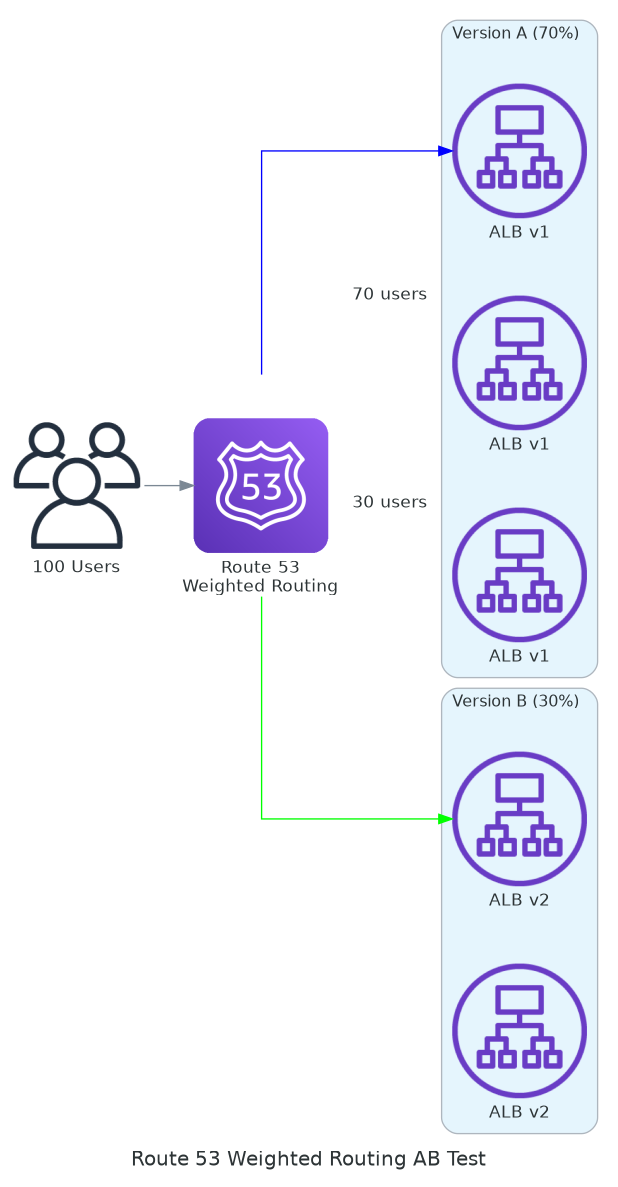 Version A (70%)
ALB v1
70 users
ALB v1
30 users
53
100 Users
Route 53
Weighted Routing
ALB v1
Version B (30%)
ALB v2
ALB v2
Route 53 Weighted Routing AB Test